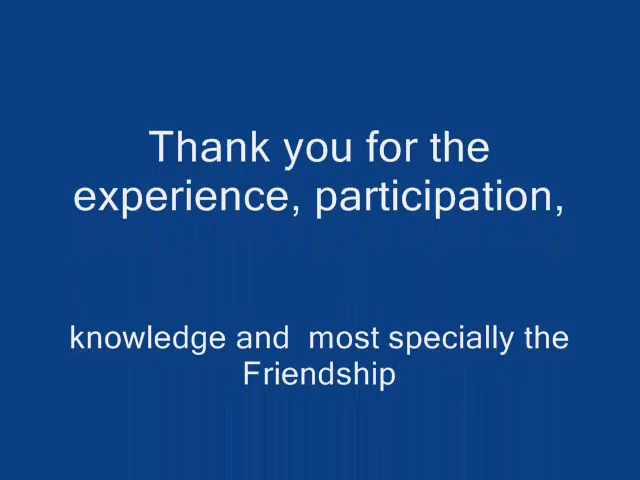 Thank you for the
experience, participation,
knowledge and  most specially the
Friendship